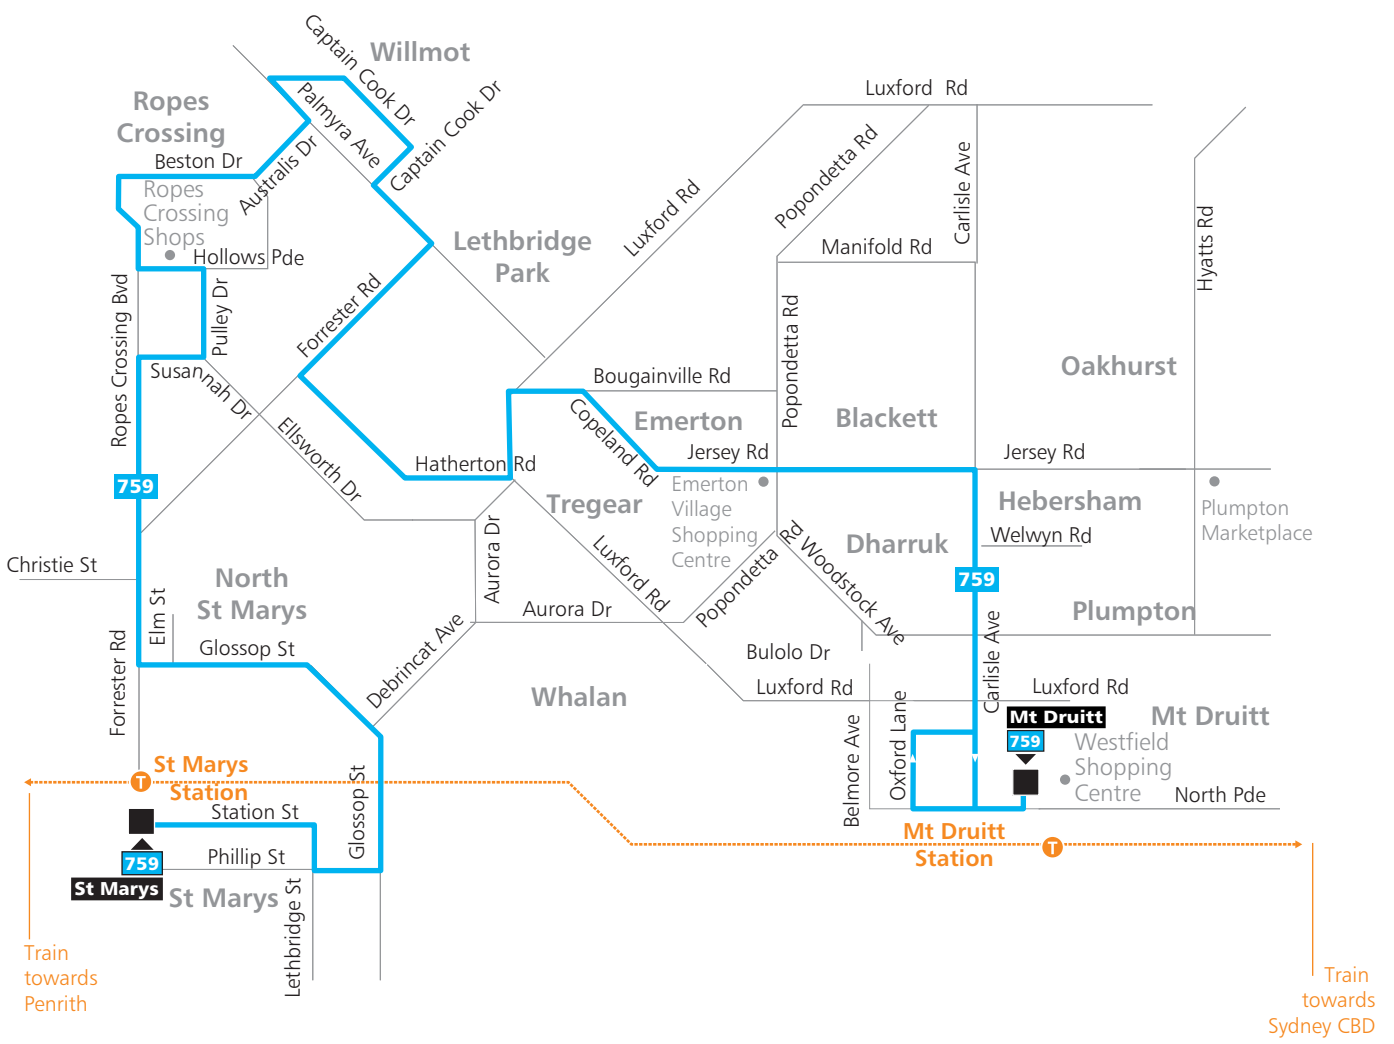 Captain Cook Dr
Willmot
Palmyra Ave
Captain Cook Dr
Ropes
Crossing
Beston Dr
Australis Dr
Ropes
Crossing
Shops
Hollows Pde
Ropes Crossing Bvd
Pulley Dr
Susannah Dr
Forrester Rd
Lethbridge
Park
Luxford Rd
Luxford Rd
Popondetta Rd
Carlisle Ave
Manifold Rd
Hyatts Rd
Popondetta Rd
Oakhurst
Bougainville Rd
Emerton
Blackett
Copeland Rd
Jersey Rd
Jersey Rd
Ellsworth Dr
Hatherton Rd
759
Tregear
Emerton
Village
Shopping
Centre
Hebersham
Plumpton
Marketplace
Welwyn Rd
Dharruk
759
Christie St
North
St Marys
Elm St
Aurora Dr
Luxford Rd
Aurora Dr
Popondetta Rd
Woodstock Ave
Plumpton
Forrester Rd
Glossop St
Debrincat Ave
Bulolo Dr
Carlisle Ave
Whalan
Luxford Rd
Luxford Rd
Mt Druitt
759
Mt Druitt
Westfield
Shopping
Centre
Belmore Ave
Oxford Lane
North Pde
St Marys
Station
T
Station St
Glossop St
Mt Druitt
Station
T
Phillip St
759
St Marys
St Marys
Lethbridge St
Train
towards
Penrith
Train
towards
Sydney CBD